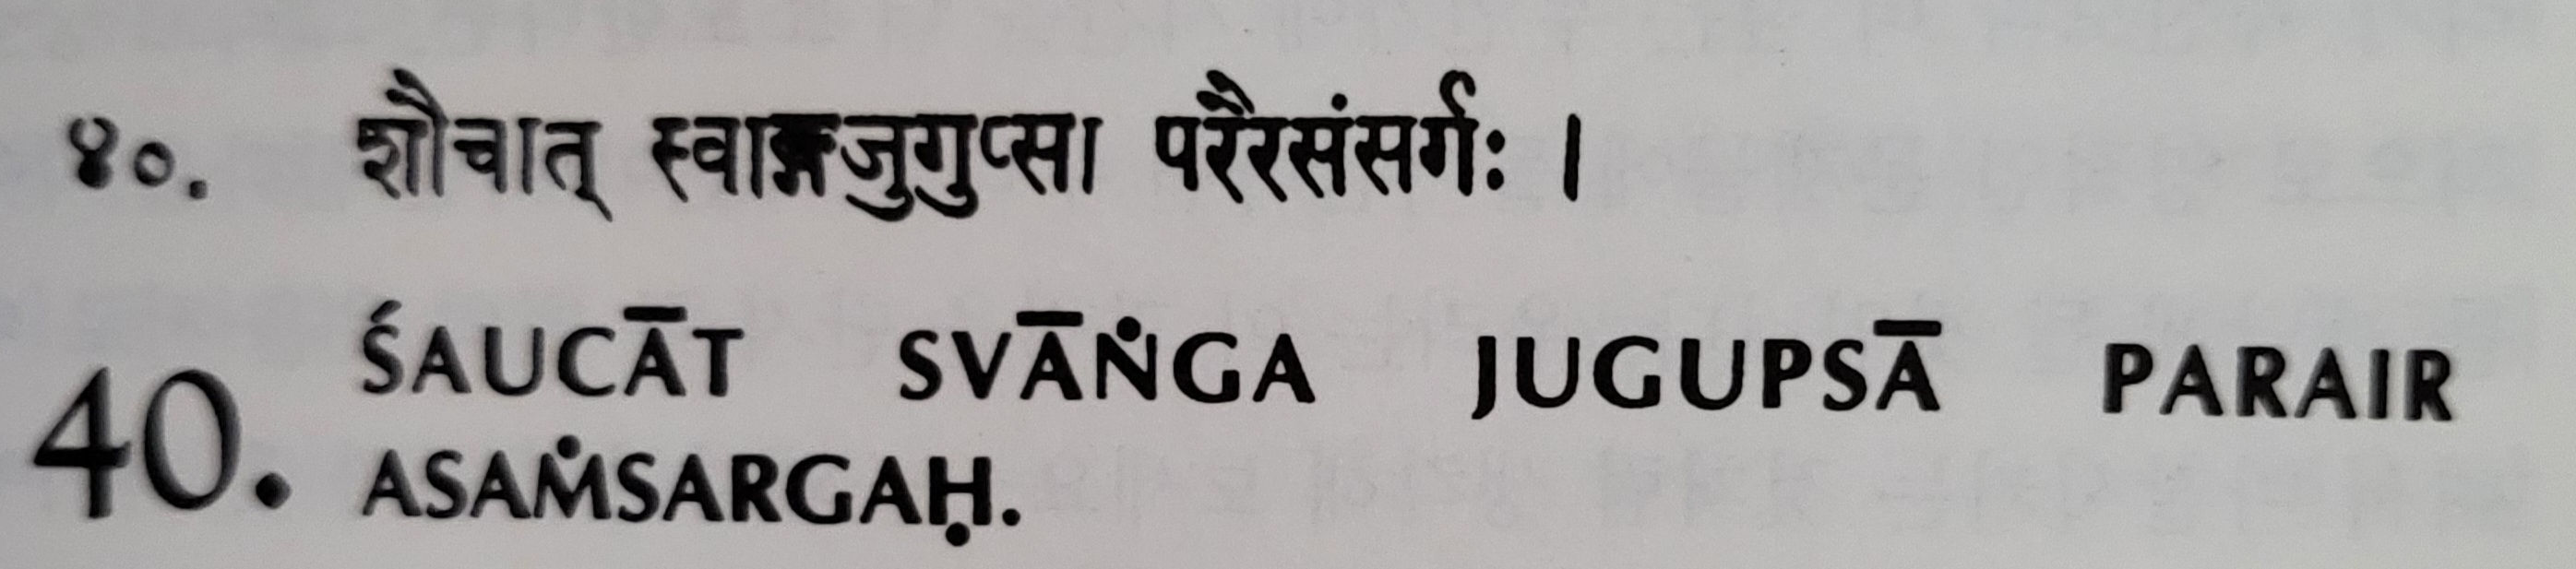 ४०. शौचात् स्वाङ्गजुगुप्सा परैरसंसर्गः ।
40. ŚAUCĀT SVĀṄGA JUGUPSĀ PARAIR
ASAṀSARGAḤ.